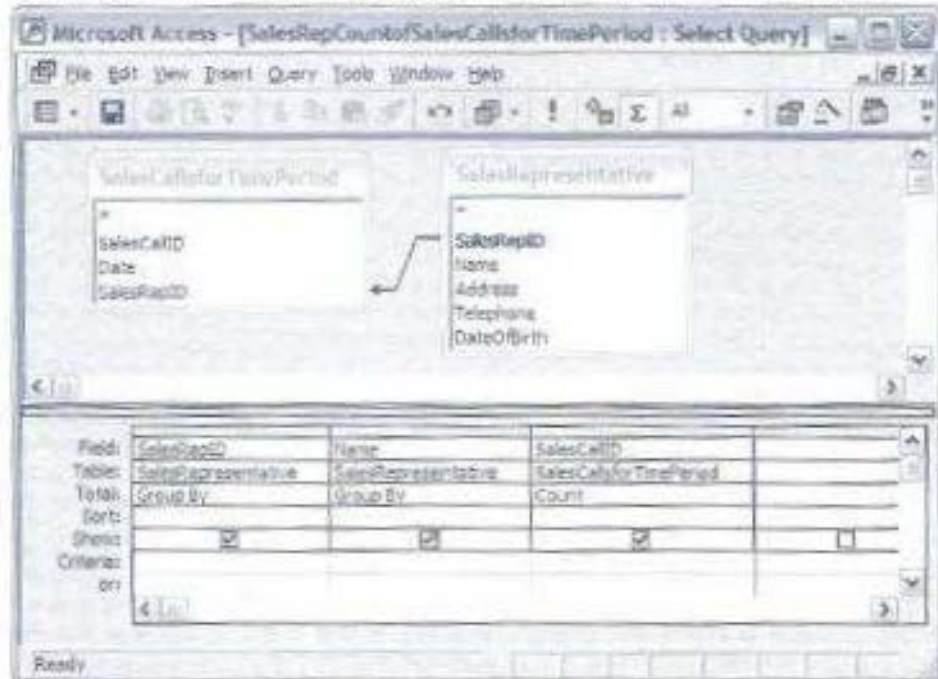 Microsoft Access - [SalesRepCountofSalesCallsforTimePeriod : Select Query]
File Edit View Insert Query Tools Window Help
Σ All
SalesCallsforTimePeriod
*
SalesCallID
Date
SalesRepID
SalesRepresentative
*
SalesRepID
Name
Address
Telephone
DateOfBirth
Field: SalesRepID Name SalesCallID
Table: SalesRepresentative SalesRepresentative SalesCallsforTimePeriod
Total: Group By Group By Count
Sort:
Show:
Criteria:
or:
Ready